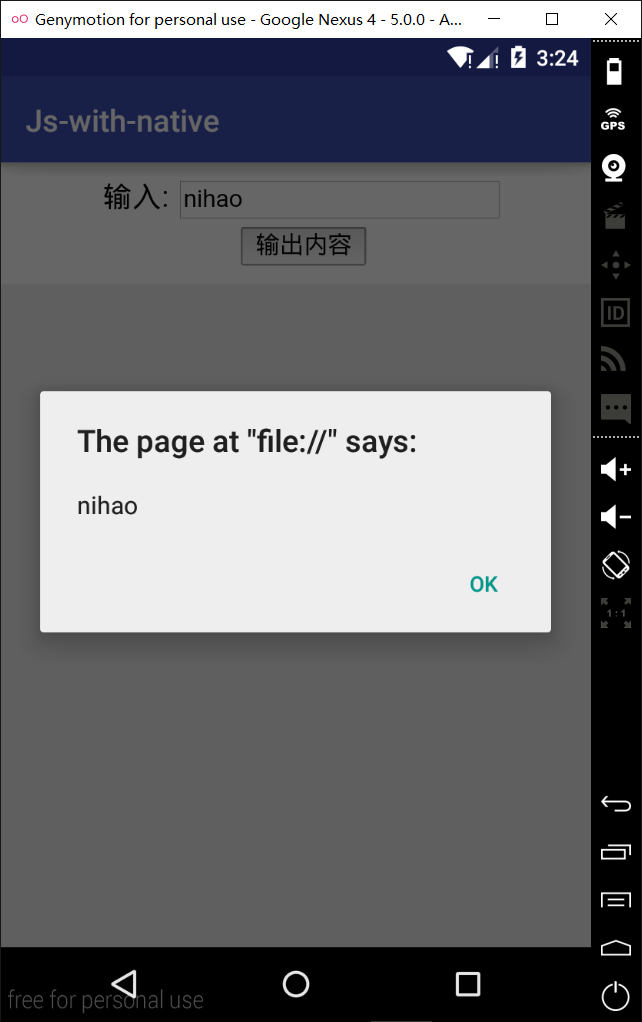 Genymotion for personal use - Google Nexus 4 - 5.0.0 - A...
3:24
Js-with-native
输入: nihao
输出内容
The page at "file://" says:
nihao
OK
free for personal use
GPS
ID
1:1